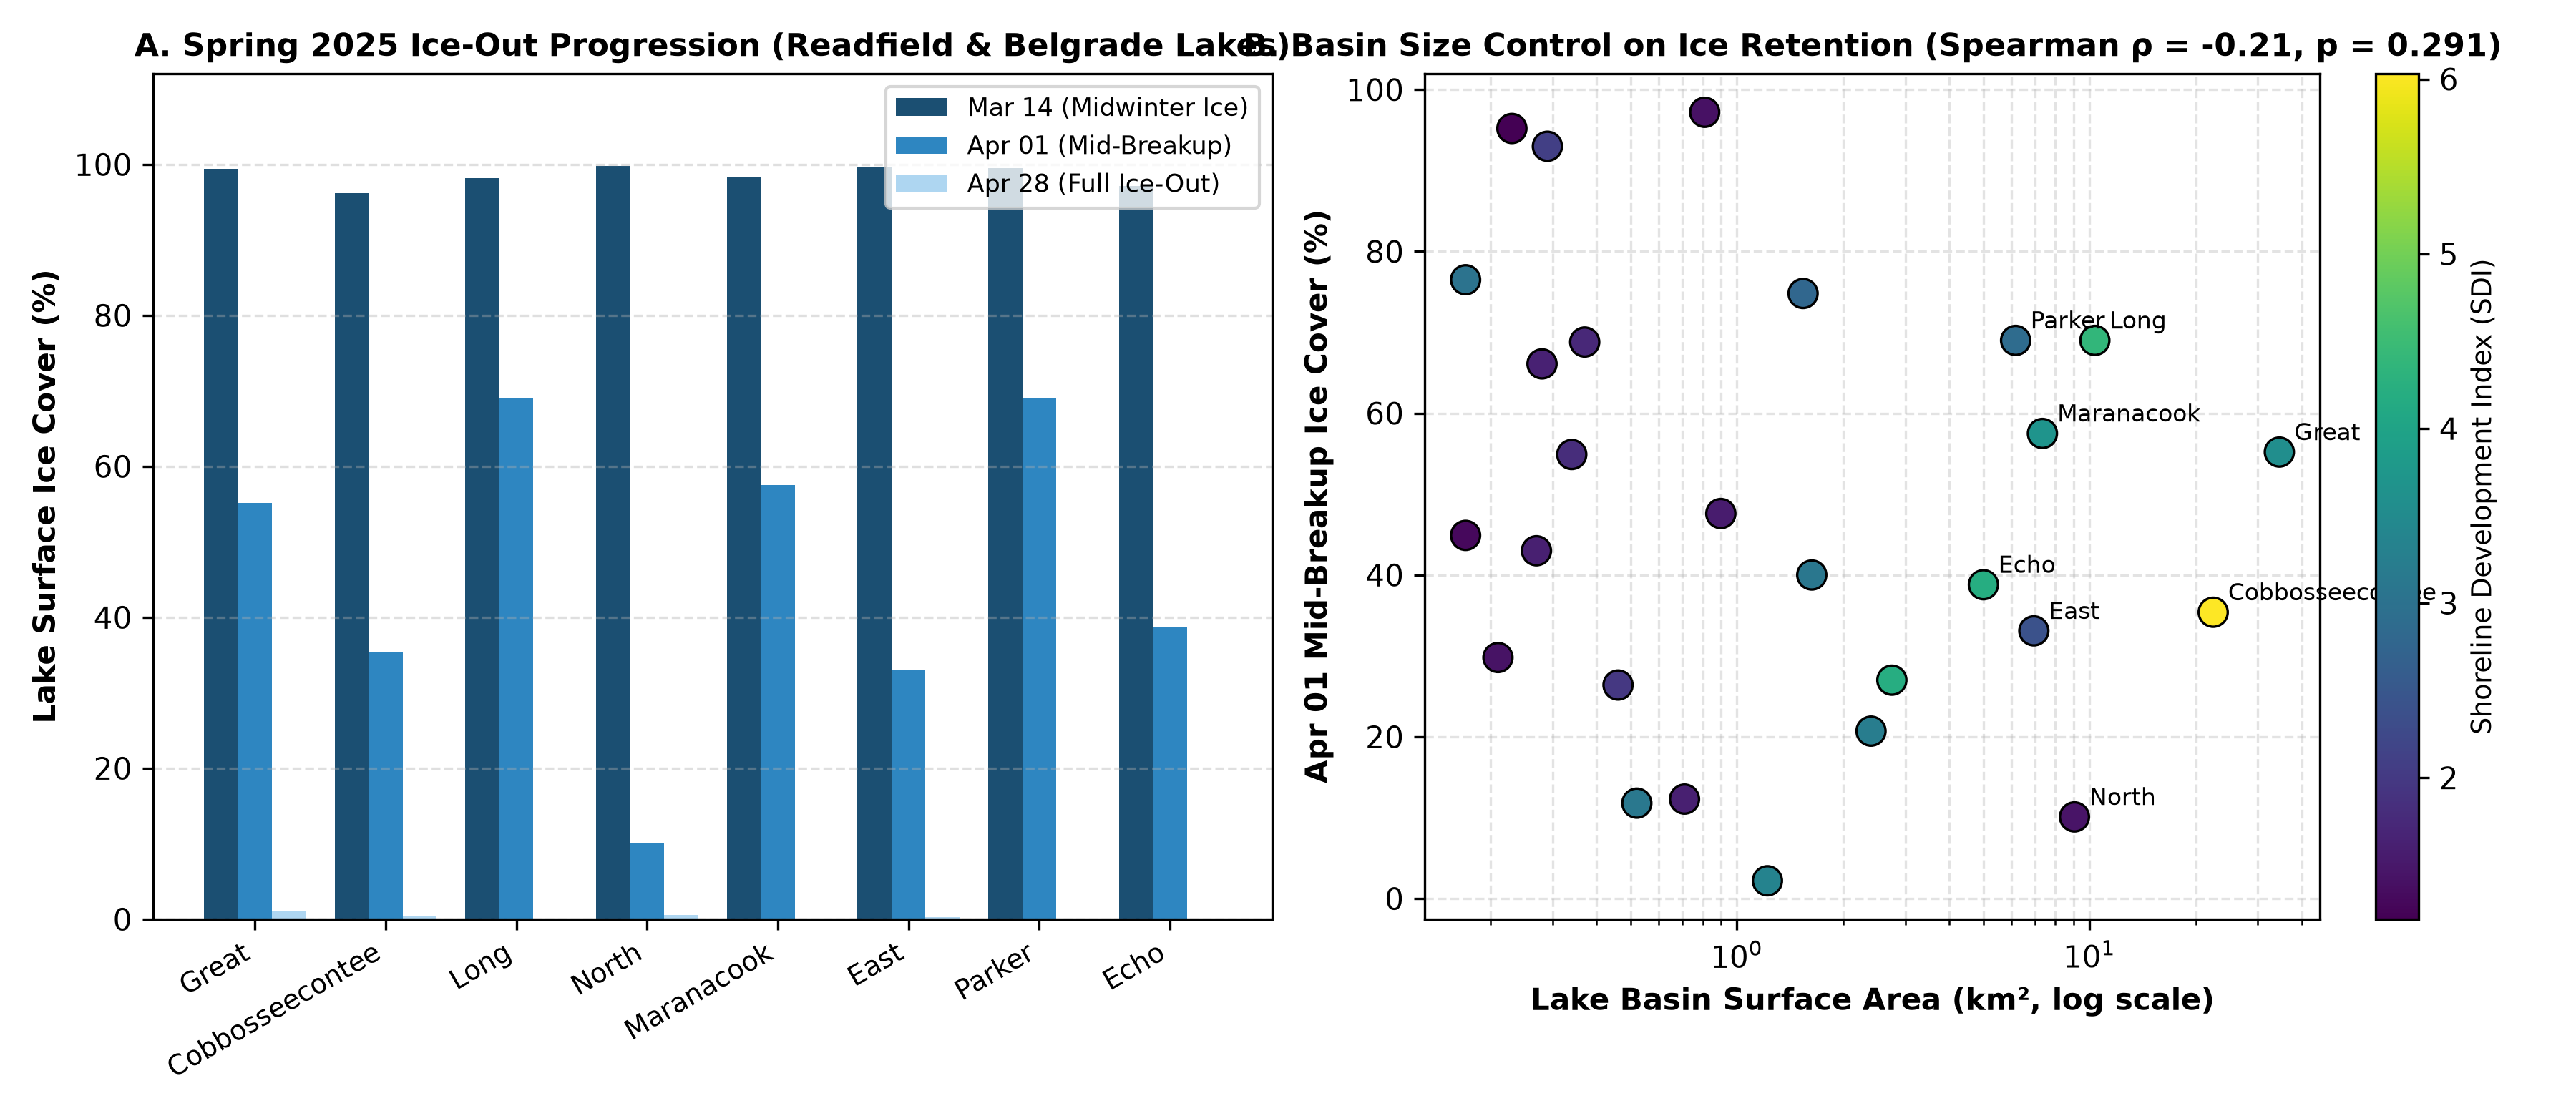 A. Spring 2025 Ice-Out Progression (Readfield & Belgrade Lakes)
Lake Surface Ice Cover (%)
100
80
60
40
20
0
Mar 14 (Midwinter Ice)
Apr 01 (Mid-Breakup)
Apr 28 (Full Ice-Out)
Great
Cobbosseecontee
Long
North
Maranacook
East
Parker
Echo
B. Basin Size Control on Ice Retention (Spearman ρ = -0.21, p = 0.291)
Apr 01 Mid-Breakup Ice Cover (%)
100
80
60
40
20
0
Parker
Long
Maranacook
Great
Echo
Cobbosseecontee
East
North
10⁰
10¹
Lake Basin Surface Area (km², log scale)
6
5
4
3
2
Shoreline Development Index (SDI)